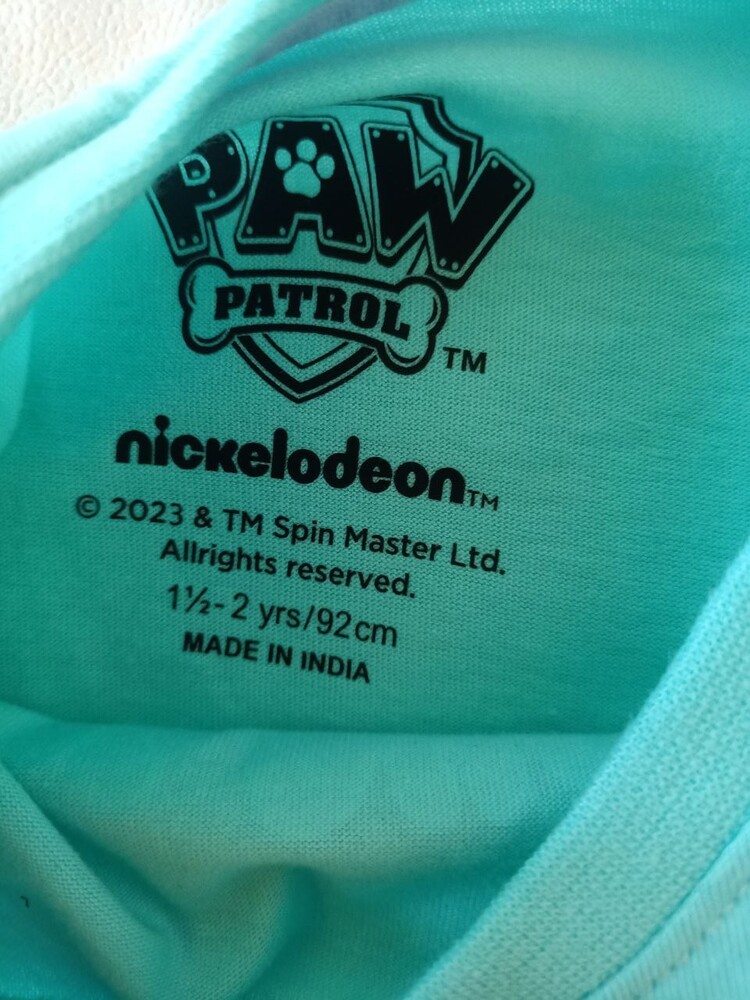 PAW
PATROL
TM
nickelodeon TM
© 2023 & TM Spin Master Ltd.
Allrights reserved.
1½- 2 yrs/92cm
MADE IN INDIA